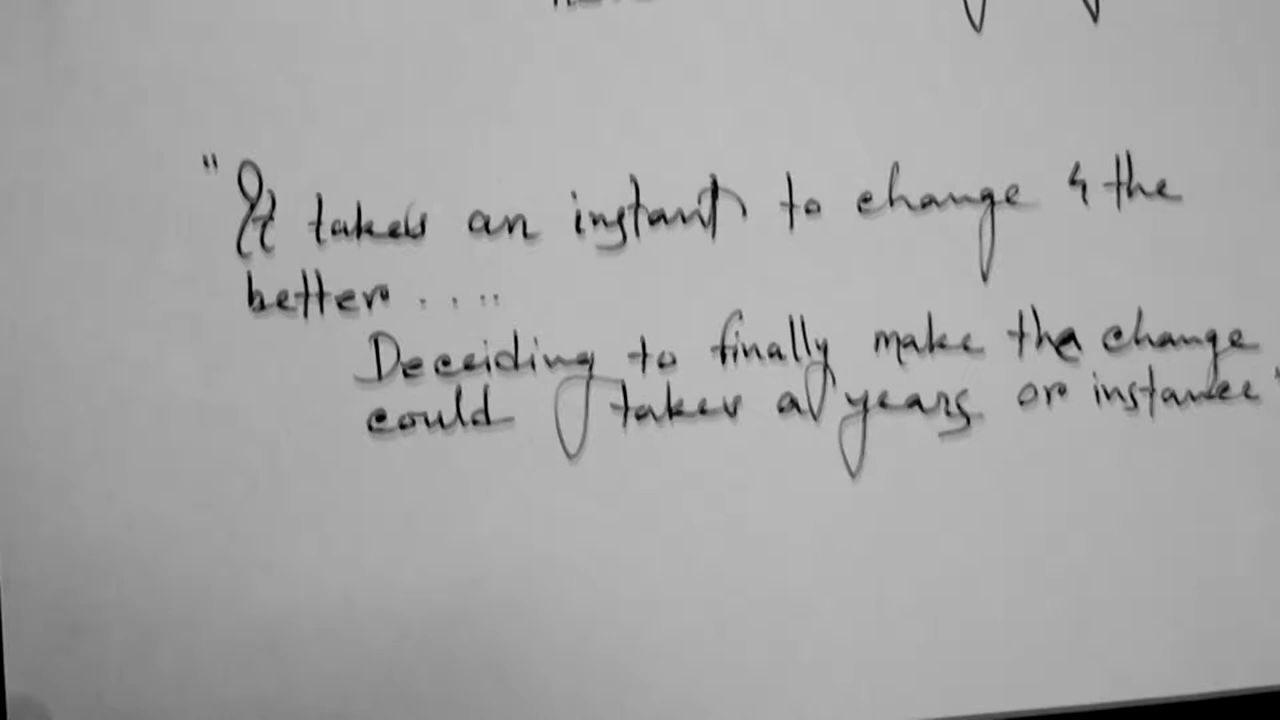 "It takes an instant to change 4 the
better .....
Deciding to finally make the change
could takes a years or instance"